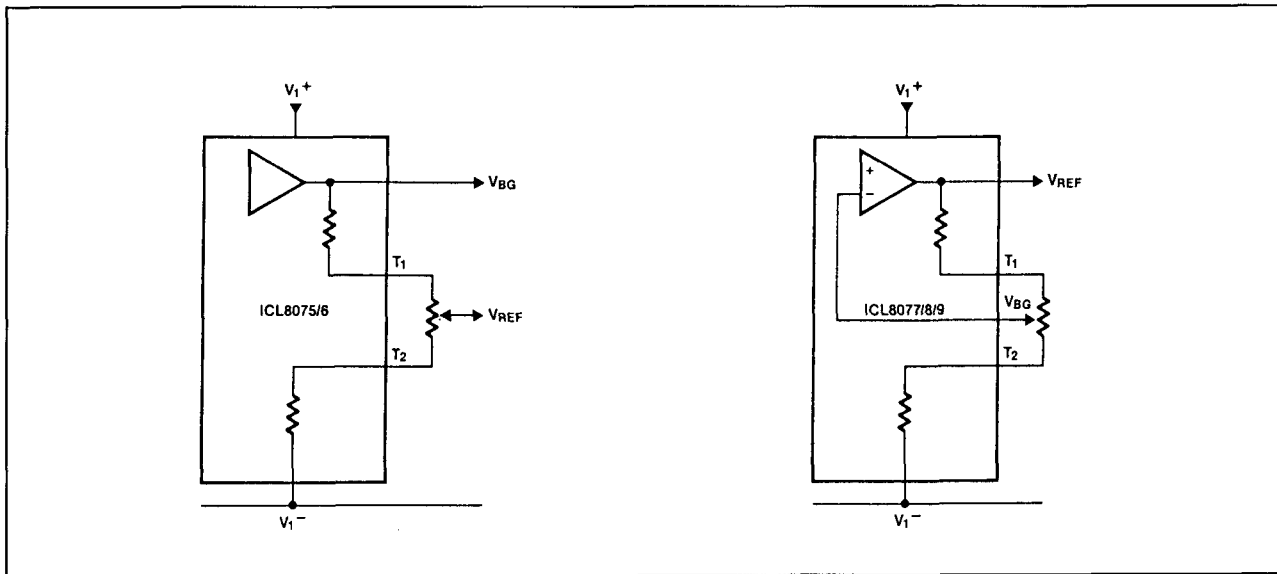 V1+
VBG
T1
ICL8075/6
VREF
T2
V1−
V1+
+
−
VREF
T1
VBG
ICL8077/8/9
T2
V1−